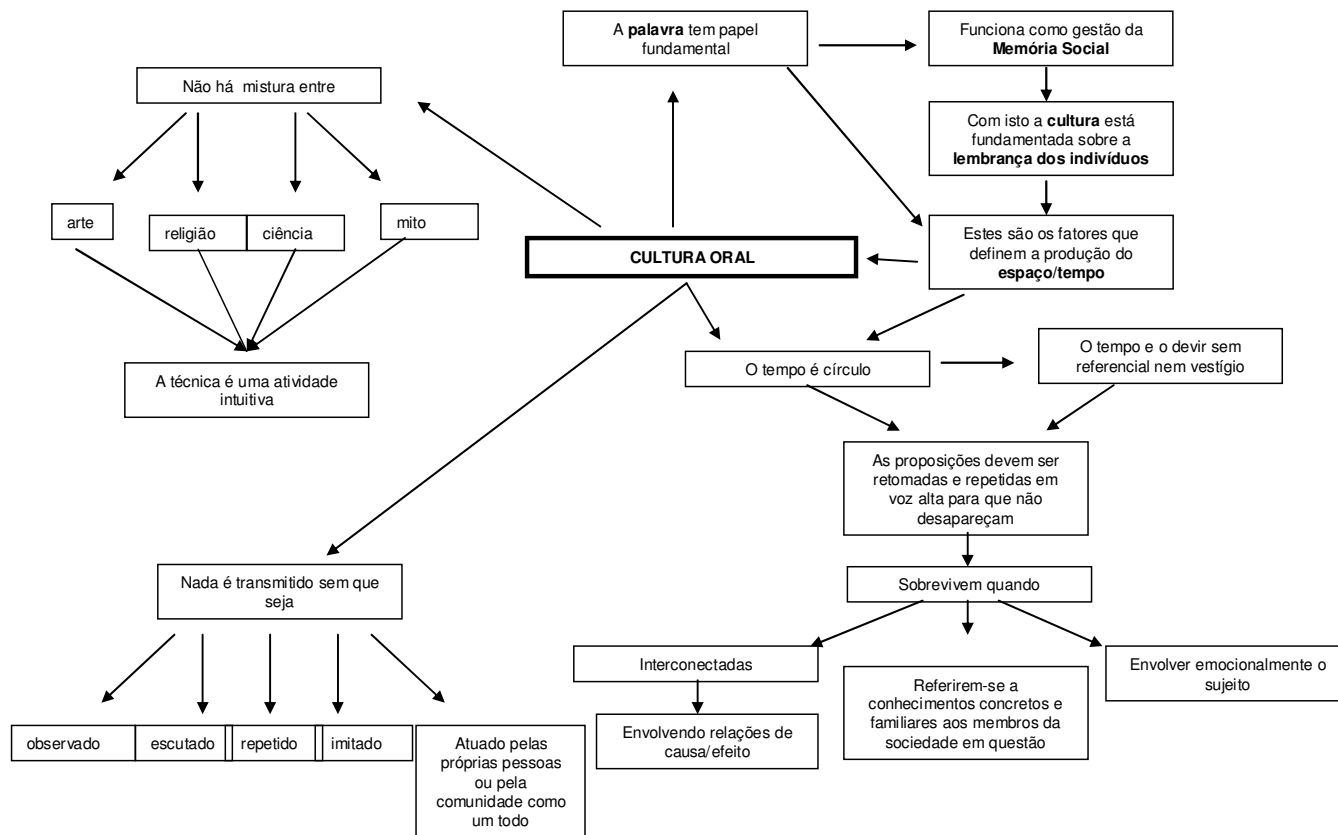 A palavra tem papel
fundamental
Funciona como gestão da
Memória Social
Não há mistura entre
Com isto a cultura está
fundamentada sobre a
lembrança dos indivíduos
arte
religião
ciência
mito
Estes são os fatores que
definem a produção do
espaço/tempo
CULTURA ORAL
A técnica é uma atividade
intuitiva
O tempo é círculo
O tempo e o devir sem
referencial nem vestígio
As proposições devem ser
retomadas e repetidas em
voz alta para que não
desapareçam
Nada é transmitido sem que
seja
Sobrevivem quando
Interconectadas
Referirem-se a
conhecimentos concretos e
familiares aos membros da
sociedade em questão
Envolver emocionalmente o
sujeito
Envolvendo relações de
causa/efeito
observado
escutado
repetido
imitado
Atuado pelas
próprias pessoas
ou pela
comunidade como
um todo